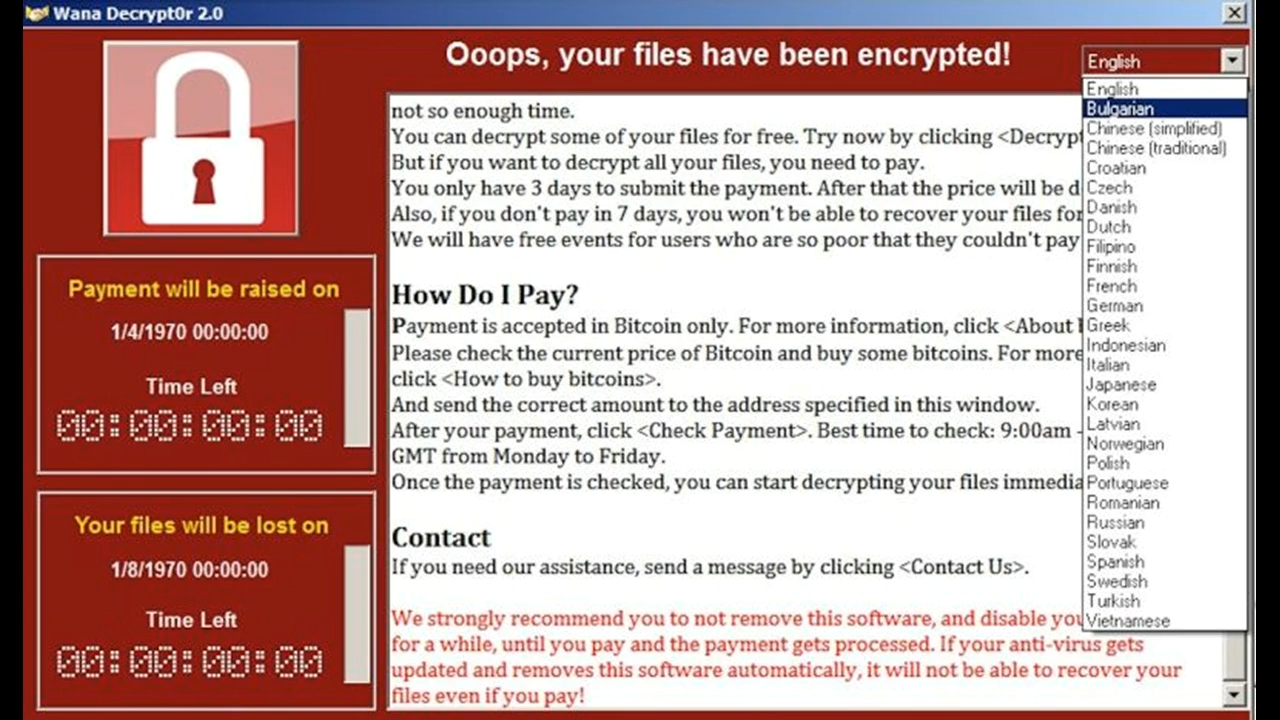 Wana Decrypt0r 2.0
Ooops, your files have been encrypted!
English
Payment will be raised on
1/4/1970 00:00:00
Time Left
00:00:00:00
Your files will be lost on
1/8/1970 00:00:00
Time Left
00:00:00:00
not so enough time.
You can decrypt some of your files for free. Try now by clicking <Decryp
But if you want to decrypt all your files, you need to pay.
You only have 3 days to submit the payment. After that the price will be d
Also, if you don't pay in 7 days, you won't be able to recover your files for
We will have free events for users who are so poor that they couldn't pay
How Do I Pay?
Payment is accepted in Bitcoin only. For more information, click <About
Please check the current price of Bitcoin and buy some bitcoins. For more
click <How to buy bitcoins>.
And send the correct amount to the address specified in this window.
After your payment, click <Check Payment>. Best time to check: 9:00am -
GMT from Monday to Friday.
Once the payment is checked, you can start decrypting your files immedia
Contact
If you need our assistance, send a message by clicking <Contact Us>.
We strongly recommend you to not remove this software, and disable you
for a while, until you pay and the payment gets processed. If your anti-virus gets
updated and removes this software automatically, it will not be able to recover your
files even if you pay!
English
Bulgarian
Chinese (simplified)
Chinese (traditional)
Croatian
Czech
Danish
Dutch
Filipino
Finnish
French
German
Greek
Indonesian
Italian
Japanese
Korean
Latvian
Norwegian
Polish
Portuguese
Romanian
Russian
Slovak
Spanish
Swedish
Turkish
Vietnamese